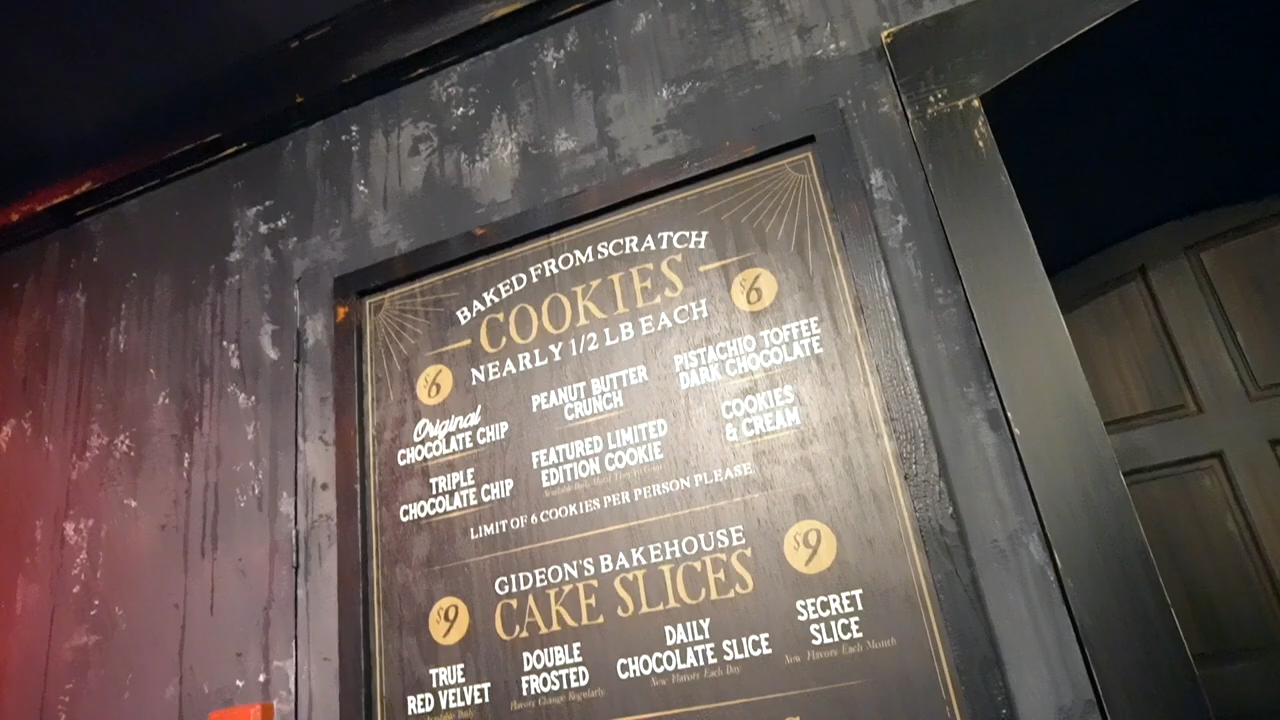 BAKED FROM SCRATCH
COOKIES
NEARLY 1/2 LB EACH
$6
$6
Original
CHOCOLATE CHIP
PEANUT BUTTER
CRUNCH
PISTACHIO TOFFEE
DARK CHOCOLATE
TRIPLE
CHOCOLATE CHIP
FEATURED LIMITED
EDITION COOKIE
COOKIES
& CREAM
LIMIT OF 6 COOKIES PER PERSON PLEASE.
GIDEON'S BAKEHOUSE
CAKE SLICES
$9
$9
TRUE
RED VELVET
Available Daily
DOUBLE
FROSTED
Flavors Change Regularly
DAILY
CHOCOLATE SLICE
New Flavors Each Day
SECRET
SLICE
New Flavors Each Month